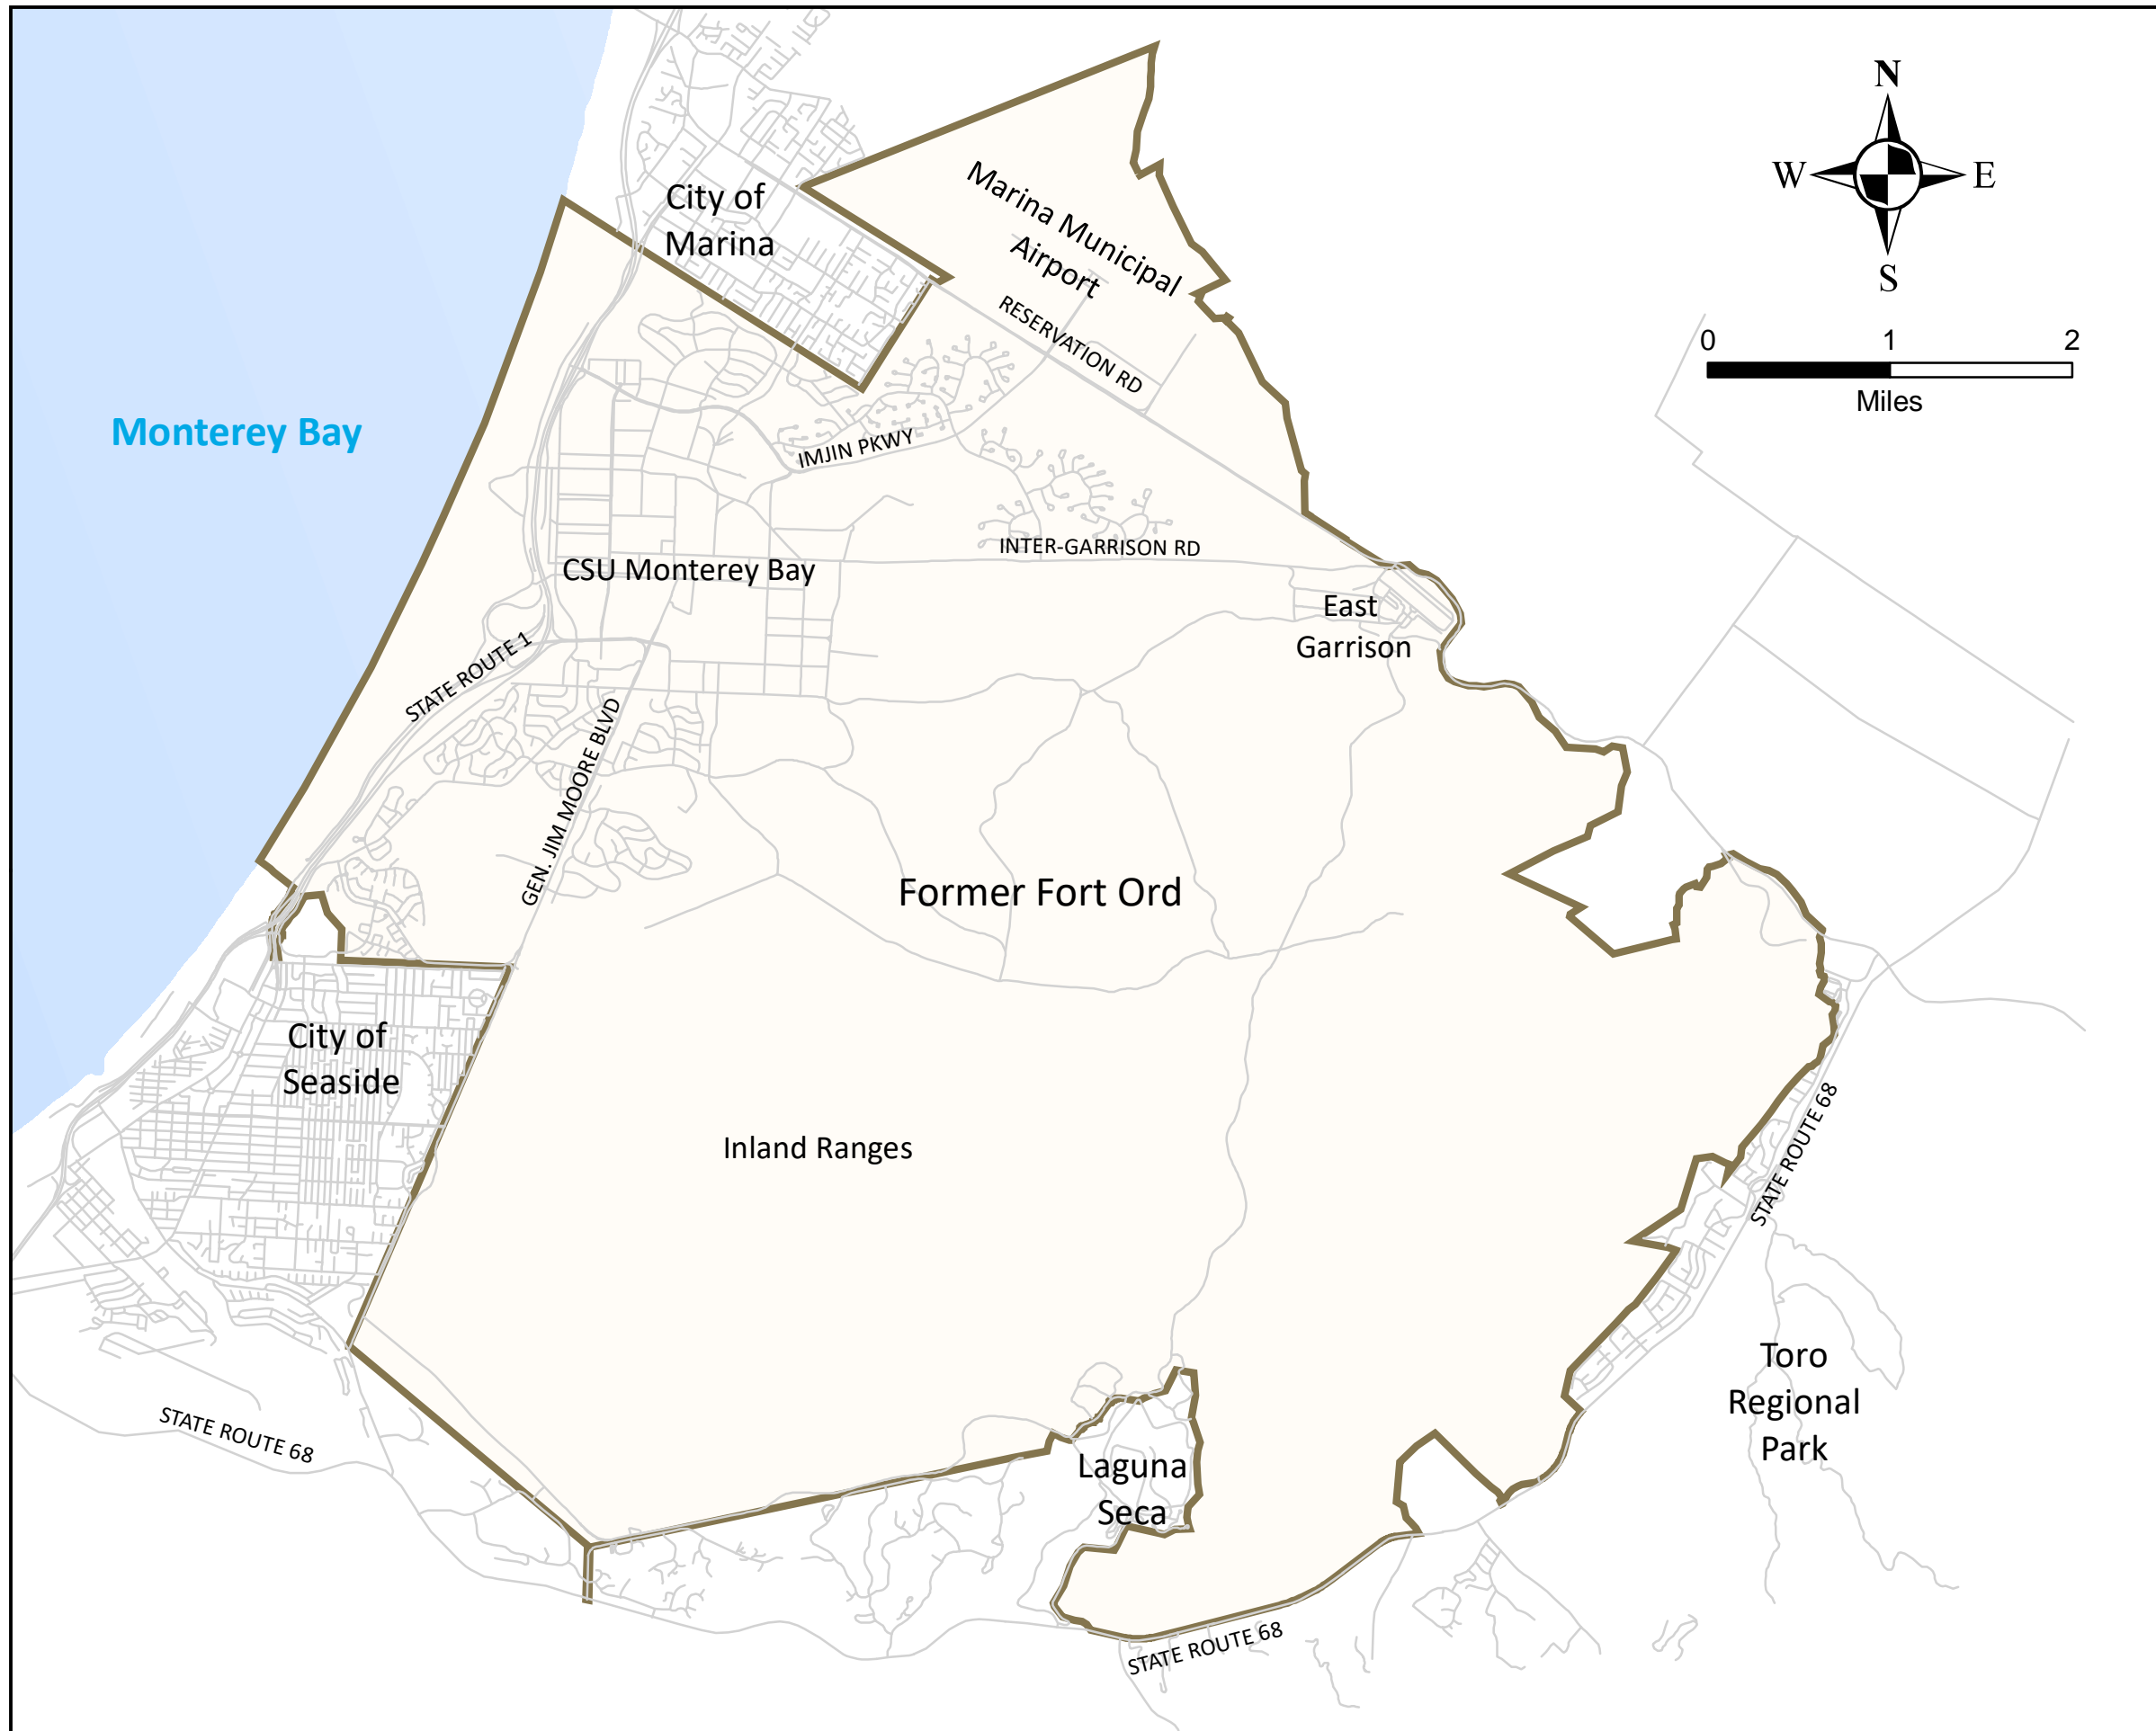 N
W
E
S
0 1 2
Miles
City of
Marina
Marina Municipal
Airport
RESERVATION RD
Monterey Bay
IMJIN PKWY
INTER-GARRISON RD
CSU Monterey Bay
East
Garrison
STATE ROUTE 1
GEN. JIM MOORE BLVD
Former Fort Ord
City of
Seaside
Inland Ranges
STATE ROUTE 68
Toro
Regional
Park
STATE ROUTE 68
Laguna
Seca
STATE ROUTE 68